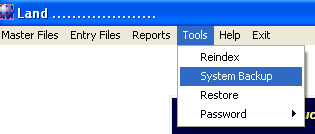 Land .....................
Master Files Entry Files Reports Tools Help Exit
Reindex
System Backup
Restore
Password